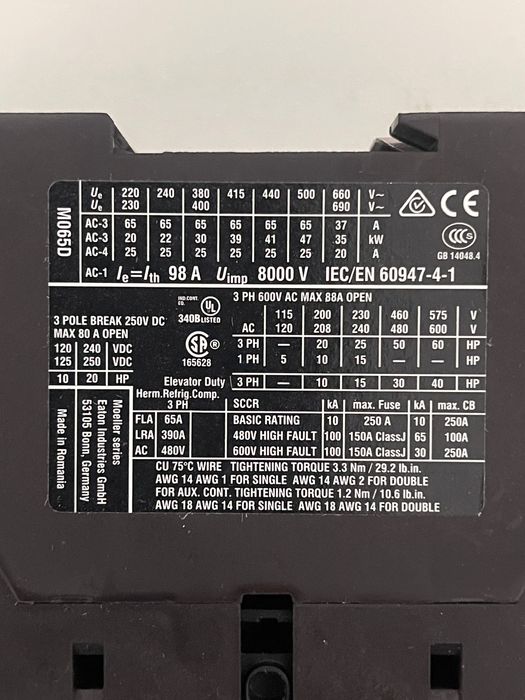 M065D
Ue 220 240 380 415 440 500 660 V~
Ue 230 400 690 V~
AC-3 65 65 65 65 65 65 37 A
AC-3 20 22 30 39 41 47 35 kW
AC-4 25 25 25 25 25 25 20 A
AC-1 Ie=Ith 98 A Uimp 8000 V IEC/EN 60947-4-1
CE
CCC S
GB 14048.4
3 POLE BREAK 250V DC
MAX 80 A OPEN
120 240 VDC
125 250 VDC
10 20 HP
IND.CONT.
EQ.
UL
340B LISTED
SA ®
165628
3 PH 600V AC MAX 88A OPEN
115 200 230 460 575 V
AC 120 208 240 480 600 V
3 PH — 20 25 50 60 HP
1 PH 5 10 15 — — HP
Elevator Duty 3 PH — 10 15 30 40 HP
Herm.Refrig.Comp.
3 PH
FLA 65A
LRA 390A
AC 480V
SCCR kA max. Fuse kA max. CB
BASIC RATING 10 250 A 10 250A
480V HIGH FAULT 100 150A ClassJ 65 100A
600V HIGH FAULT 100 150A ClassJ 30 250A
CU 75°C WIRE TIGHTENING TORQUE 3.3 Nm / 29.2 lb.in.
AWG 14 AWG 1 FOR SINGLE AWG 14 AWG 2 FOR DOUBLE
FOR AUX. CONT. TIGHTENING TORQUE 1.2 Nm / 10.6 lb.in.
AWG 18 AWG 14 FOR SINGLE AWG 18 AWG 14 FOR DOUBLE
Moeller series
Eaton Industries GmbH
53105 Bonn, Germany
Made in Romania